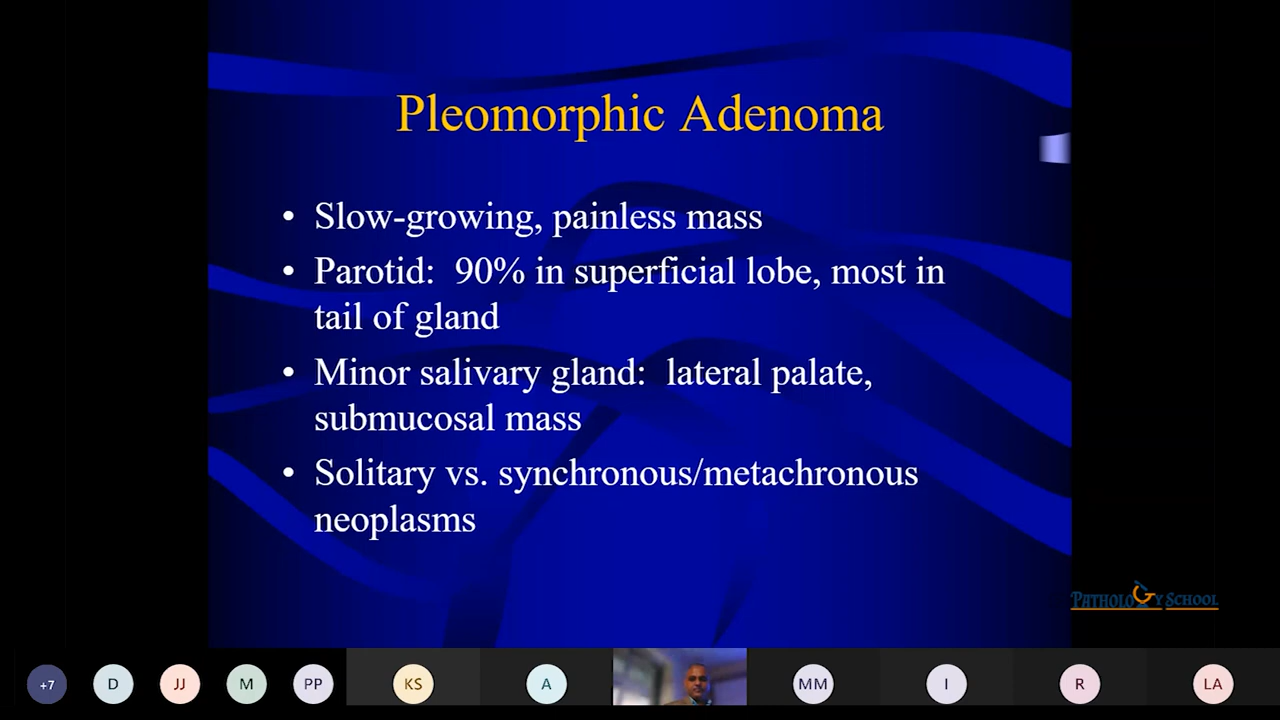 Pleomorphic Adenoma
• Slow-growing, painless mass
• Parotid:  90% in superficial lobe, most in
tail of gland
• Minor salivary gland:  lateral palate,
submucosal mass
• Solitary vs. synchronous/metachronous
neoplasms
PATHOLOGY SCHOOL
+7 D JJ M PP KS A MM I R LA